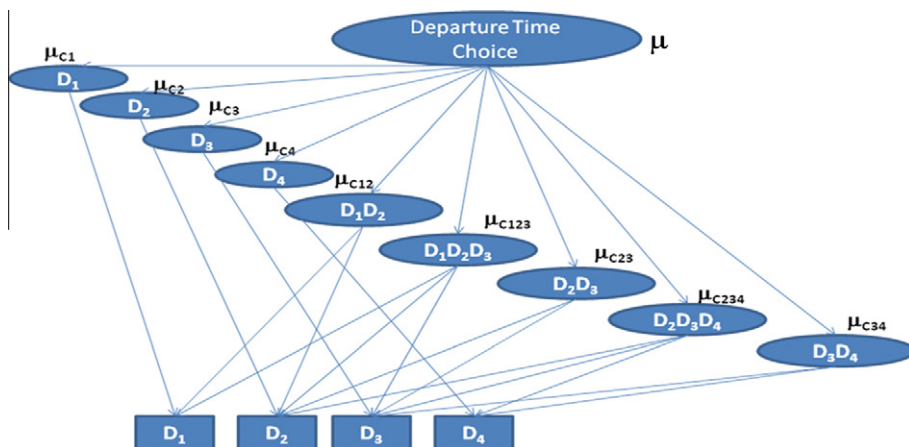 Departure Time
Choice
μ
μC1
D₁
μC2
D₂
μC3
D₃
μC4
D₄
μC12
D₁D₂
μC123
D₁D₂D₃
μC23
D₂D₃
μC234
D₂D₃D₄
μC34
D₃D₄
D₁
D₂
D₃
D₄